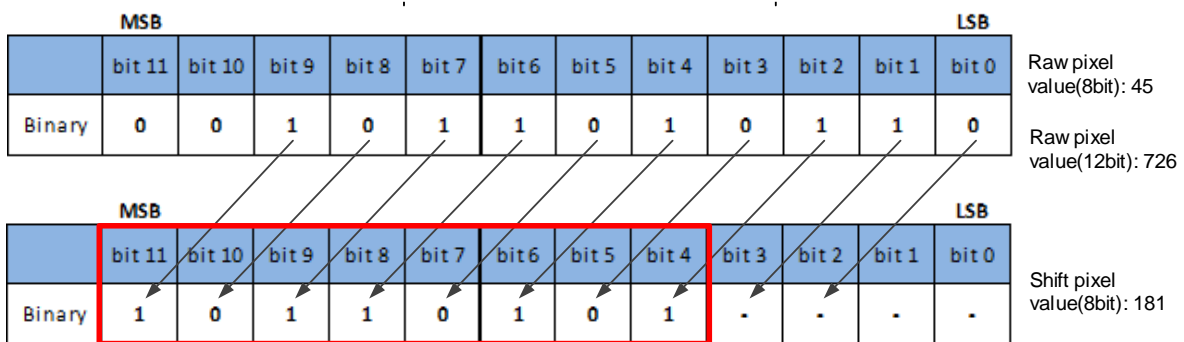 MSB LSB
bit 11 bit 10 bit 9 bit 8 bit 7 bit 6 bit 5 bit 4 bit 3 bit 2 bit 1 bit 0
Binary 0 0 1 0 1 1 0 1 0 1 1 0
Raw pixel
value(8bit): 45
Raw pixel
value(12bit): 726
MSB LSB
bit 11 bit 10 bit 9 bit 8 bit 7 bit 6 bit 5 bit 4 bit 3 bit 2 bit 1 bit 0
Binary 1 0 1 1 0 1 0 1 - - - -
Shift pixel
value(8bit): 181